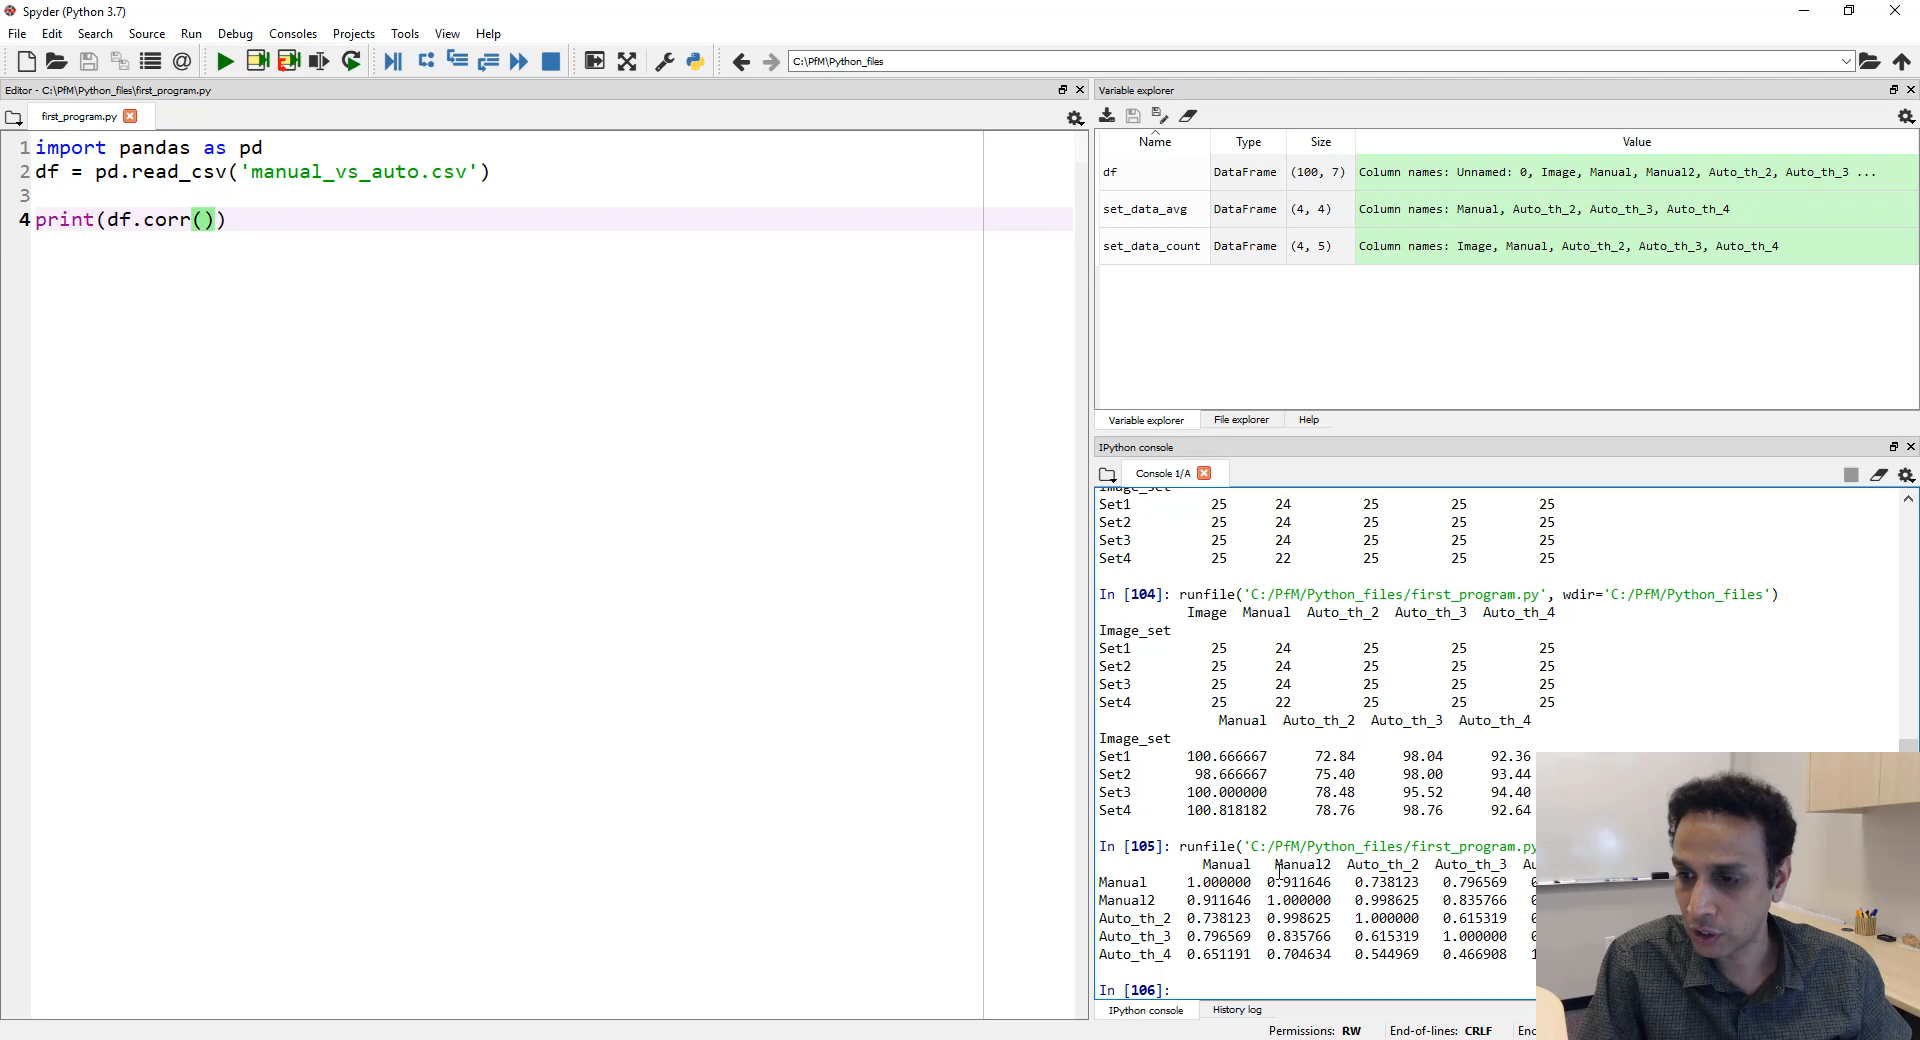 Spyder (Python 3.7)
File Edit Search Source Run Debug Consoles Projects Tools View Help
C:\PfM\Python_files
Editor - C:\PfM\Python_files\first_program.py
first_program.py
1 import pandas as pd
2 df = pd.read_csv('manual_vs_auto.csv')
3
4 print(df.corr())
Variable explorer
Name Type Size Value
df DataFrame (100, 7) Column names: Unnamed: 0, Image, Manual, Manual2, Auto_th_2, Auto_th_3 ...
set_data_avg DataFrame (4, 4) Column names: Manual, Auto_th_2, Auto_th_3, Auto_th_4
set_data_count DataFrame (4, 5) Column names: Image, Manual, Auto_th_2, Auto_th_3, Auto_th_4
Variable explorer File explorer Help
IPython console
Console 1/A
Image_set
Set1 25 24 25 25 25
Set2 25 24 25 25 25
Set3 25 24 25 25 25
Set4 25 22 25 25 25
In [104]: runfile('C:/PfM/Python_files/first_program.py', wdir='C:/PfM/Python_files')
Image Manual Auto_th_2 Auto_th_3 Auto_th_4
Image_set
Set1 25 24 25 25 25
Set2 25 24 25 25 25
Set3 25 24 25 25 25
Set4 25 22 25 25 25
Manual Auto_th_2 Auto_th_3 Auto_th_4
Image_set
Set1 100.666667 72.84 98.04 92.36
Set2 98.666667 75.40 98.00 93.44
Set3 100.000000 78.48 95.52 94.40
Set4 100.818182 78.76 98.76 92.64
In [105]: runfile('C:/PfM/Python_files/first_program.py
Manual Manual2 Auto_th_2 Auto_th_3
Manual 1.000000 0.911646 0.738123 0.796569
Manual2 0.911646 1.000000 0.998625 0.835766
Auto_th_2 0.738123 0.998625 1.000000 0.615319
Auto_th_3 0.796569 0.835766 0.615319 1.000000
Auto_th_4 0.651191 0.704634 0.544969 0.466908
In [106]:
IPython console History log
Permissions: RW End-of-lines: CRLF